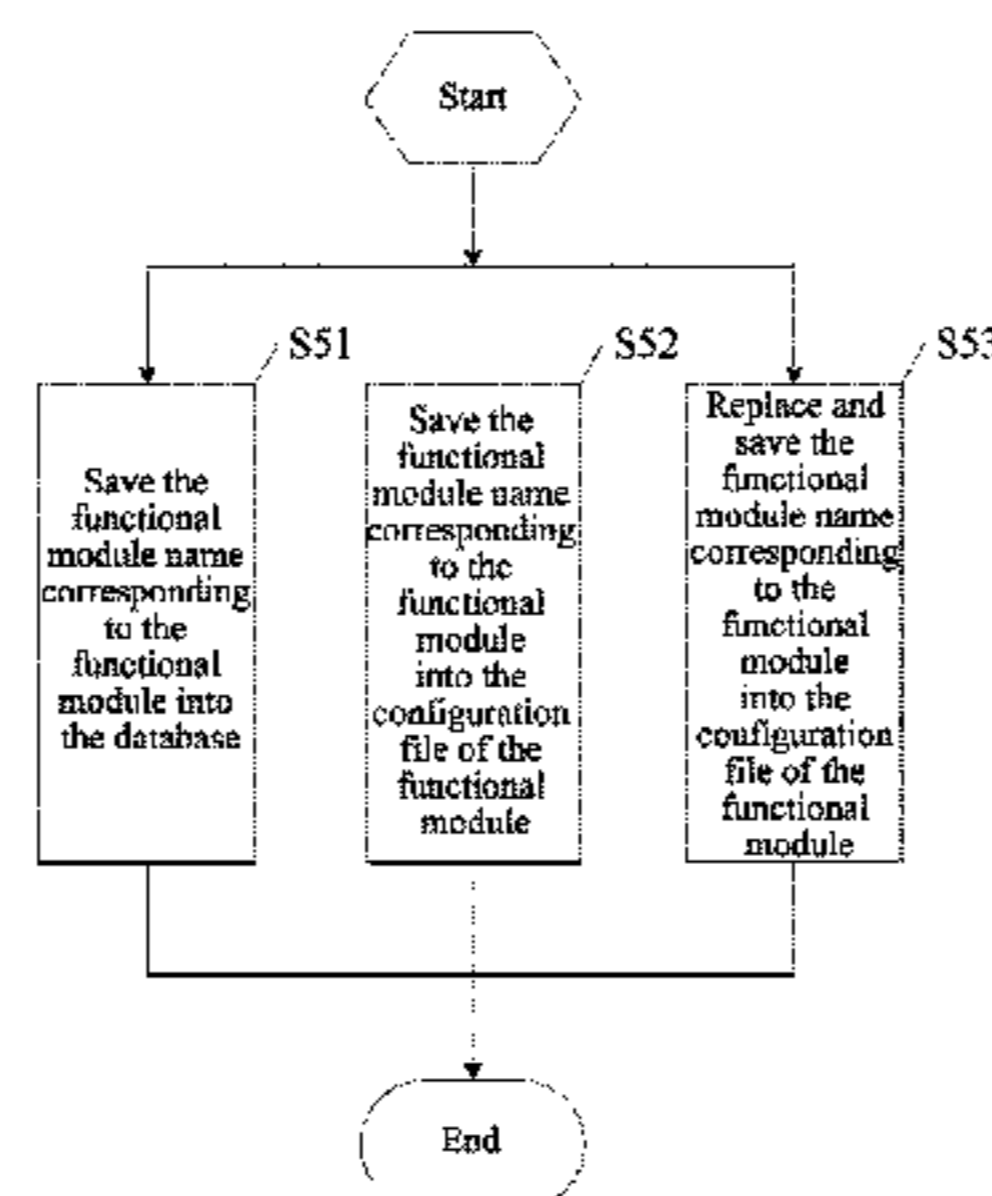 Start
S51
S52
S53
Save the
functional
module name
corresponding
to the
functional
module into
the database
Save the
functional
module name
corresponding
to the
functional
module
into the
configuration
file of the
functional
module
Replace and
save the
functional
module name
corresponding
to the
functional
module
into the
configuration
file of the
functional
module
End